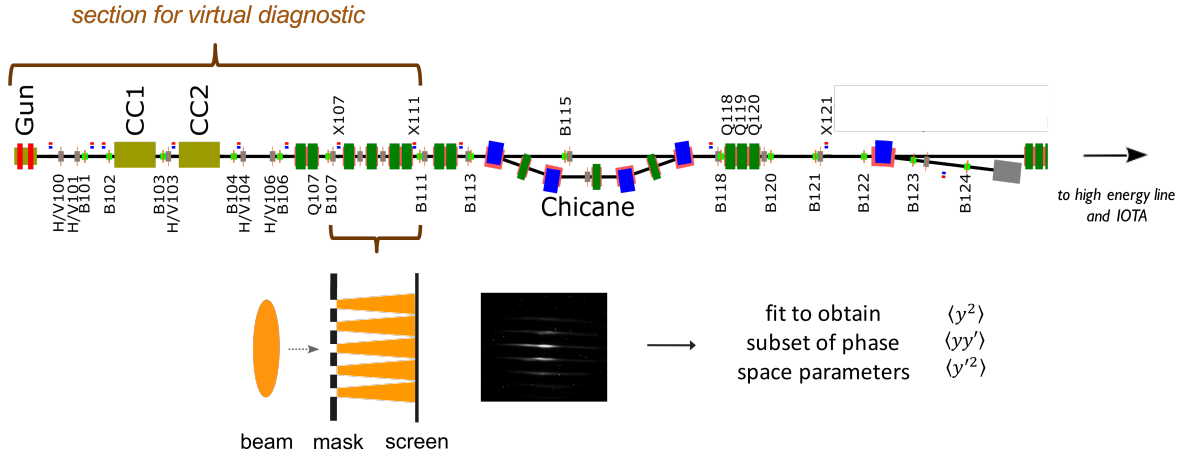 section for virtual diagnostic
Gun
CC1
CC2
X107
X111
B115
Q118
Q119
Q120
X121
H/V100
H/V101
B101
B102
B103
H/V103
B104
H/V104
H/V106
B106
Q107
B107
B111
B113
Chicane
B118
B120
B121
B122
B123
B124
to high energy line
and IOTA
fit to obtain
subset of phase
space parameters
⟨y²⟩
⟨yy′⟩
⟨y′²⟩
beam
mask
screen